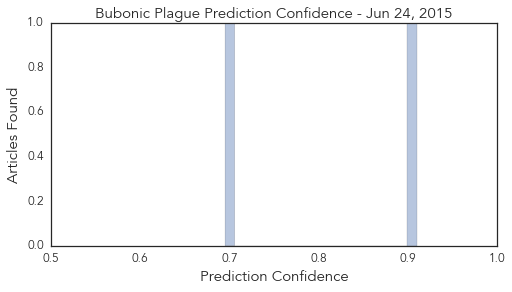 Bubonic Plague Prediction Confidence - Jun 24, 2015
1.0
0.8
0.6
0.4
0.2
0.0
Articles Found
0.5 0.6 0.7 0.8 0.9 1.0
Prediction Confidence